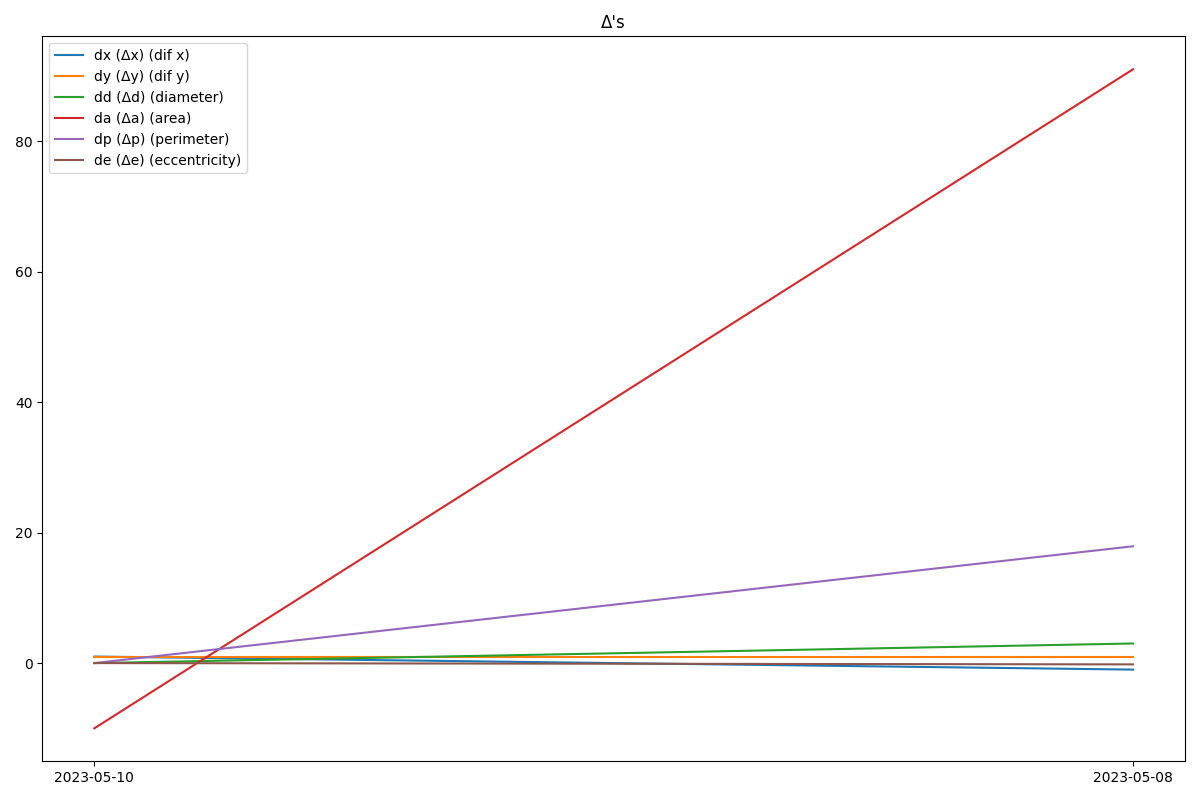 Δ's
dx (Δx) (dif x)
dy (Δy) (dif y)
dd (Δd) (diameter)
da (Δa) (area)
dp (Δp) (perimeter)
de (Δe) (eccentricity)
80
60
40
20
0
2023-05-10
2023-05-08